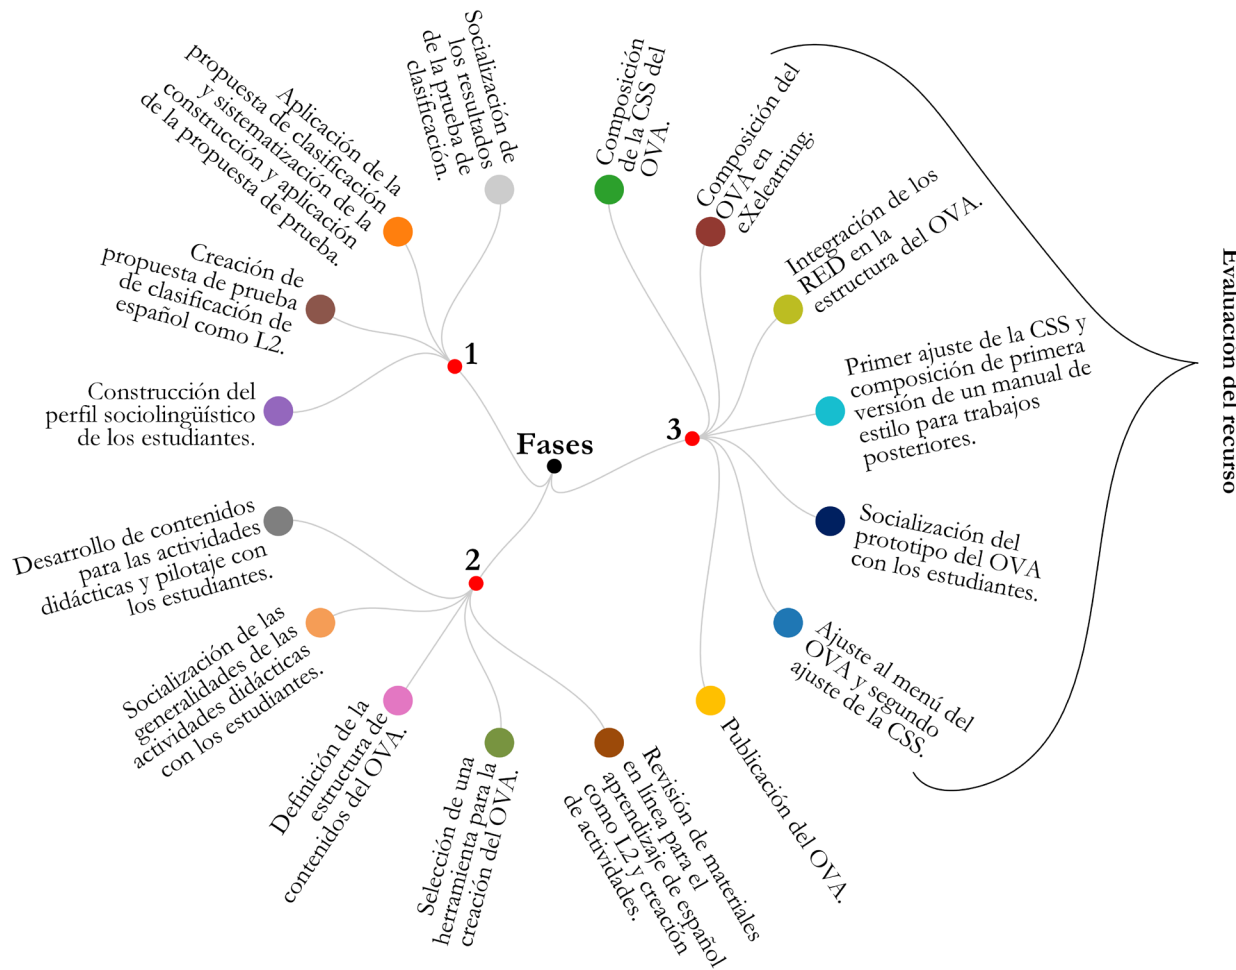 Fases
1
Construcción del
perfil sociolingüístico
de los estudiantes.
Creación de
propuesta de prueba
de clasificación de
español como L2.
Aplicación de la
propuesta de clasificación
y sistematización de la
construcción y aplicación
de la propuesta de prueba.
Socialización de
los resultados
de la prueba de
clasificación.
2
Desarrollo de contenidos
para las actividades
didácticas y pilotaje con
los estudiantes.
Socialización de las
generalidades de las
actividades didácticas
con los estudiantes.
Definición de la
estructura de
contenidos del OVA.
Selección de una
herramienta para la
creación del OVA.
Revisión de materiales
en línea para el
aprendizaje de español
como L2 y creación
de actividades.
3
Composición
de la CSS del
OVA.
Composición del
OVA en
eXelearning.
Integración de los
RED en la
estructura del OVA.
Primer ajuste de la CSS y
composición de primera
versión de un manual de
estilo para trabajos
posteriores.
Socialización del
prototipo del OVA
con los estudiantes.
Ajuste al menú del
OVA y segundo
ajuste de la CSS.
Publicación del OVA.
Evaluación del recurso